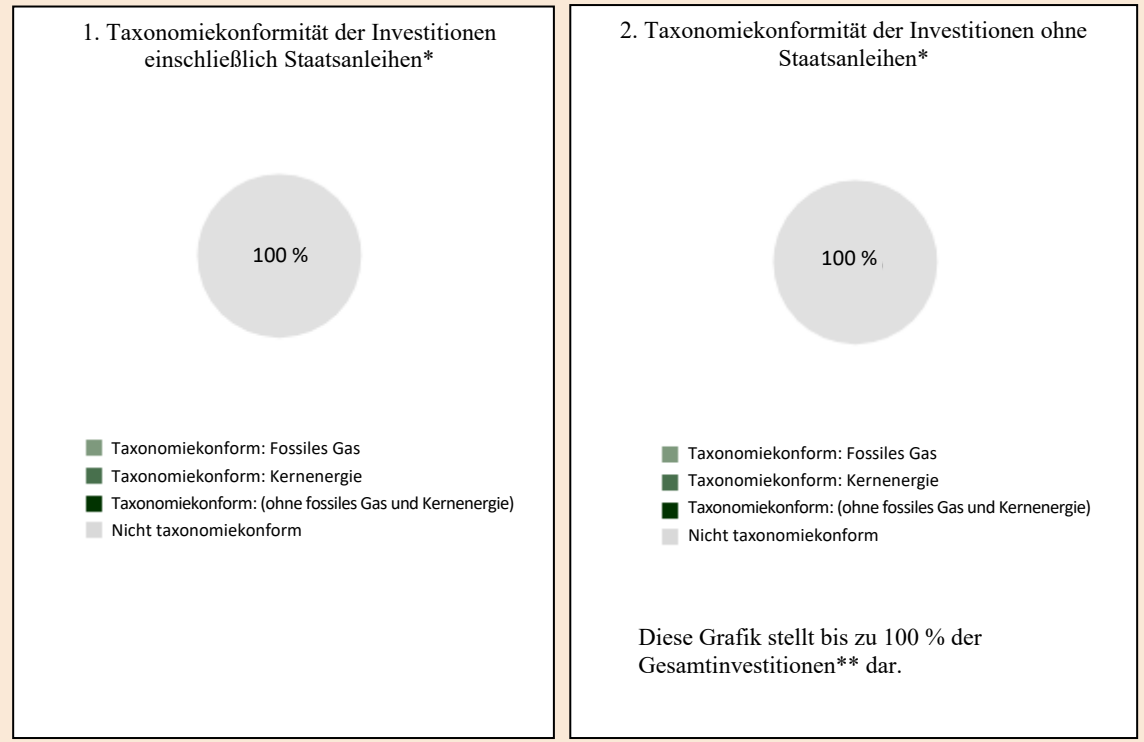 1. Taxonomiekonformität der Investitionen
einschließlich Staatsanleihen*
100 %
Taxonomiekonform: Fossiles Gas
Taxonomiekonform: Kernenergie
Taxonomiekonform: (ohne fossiles Gas und Kernenergie)
Nicht taxonomiekonform
2. Taxonomiekonformität der Investitionen ohne
Staatsanleihen*
100 %
Taxonomiekonform: Fossiles Gas
Taxonomiekonform: Kernenergie
Taxonomiekonform: (ohne fossiles Gas und Kernenergie)
Nicht taxonomiekonform
Diese Grafik stellt bis zu 100 % der
Gesamtinvestitionen** dar.